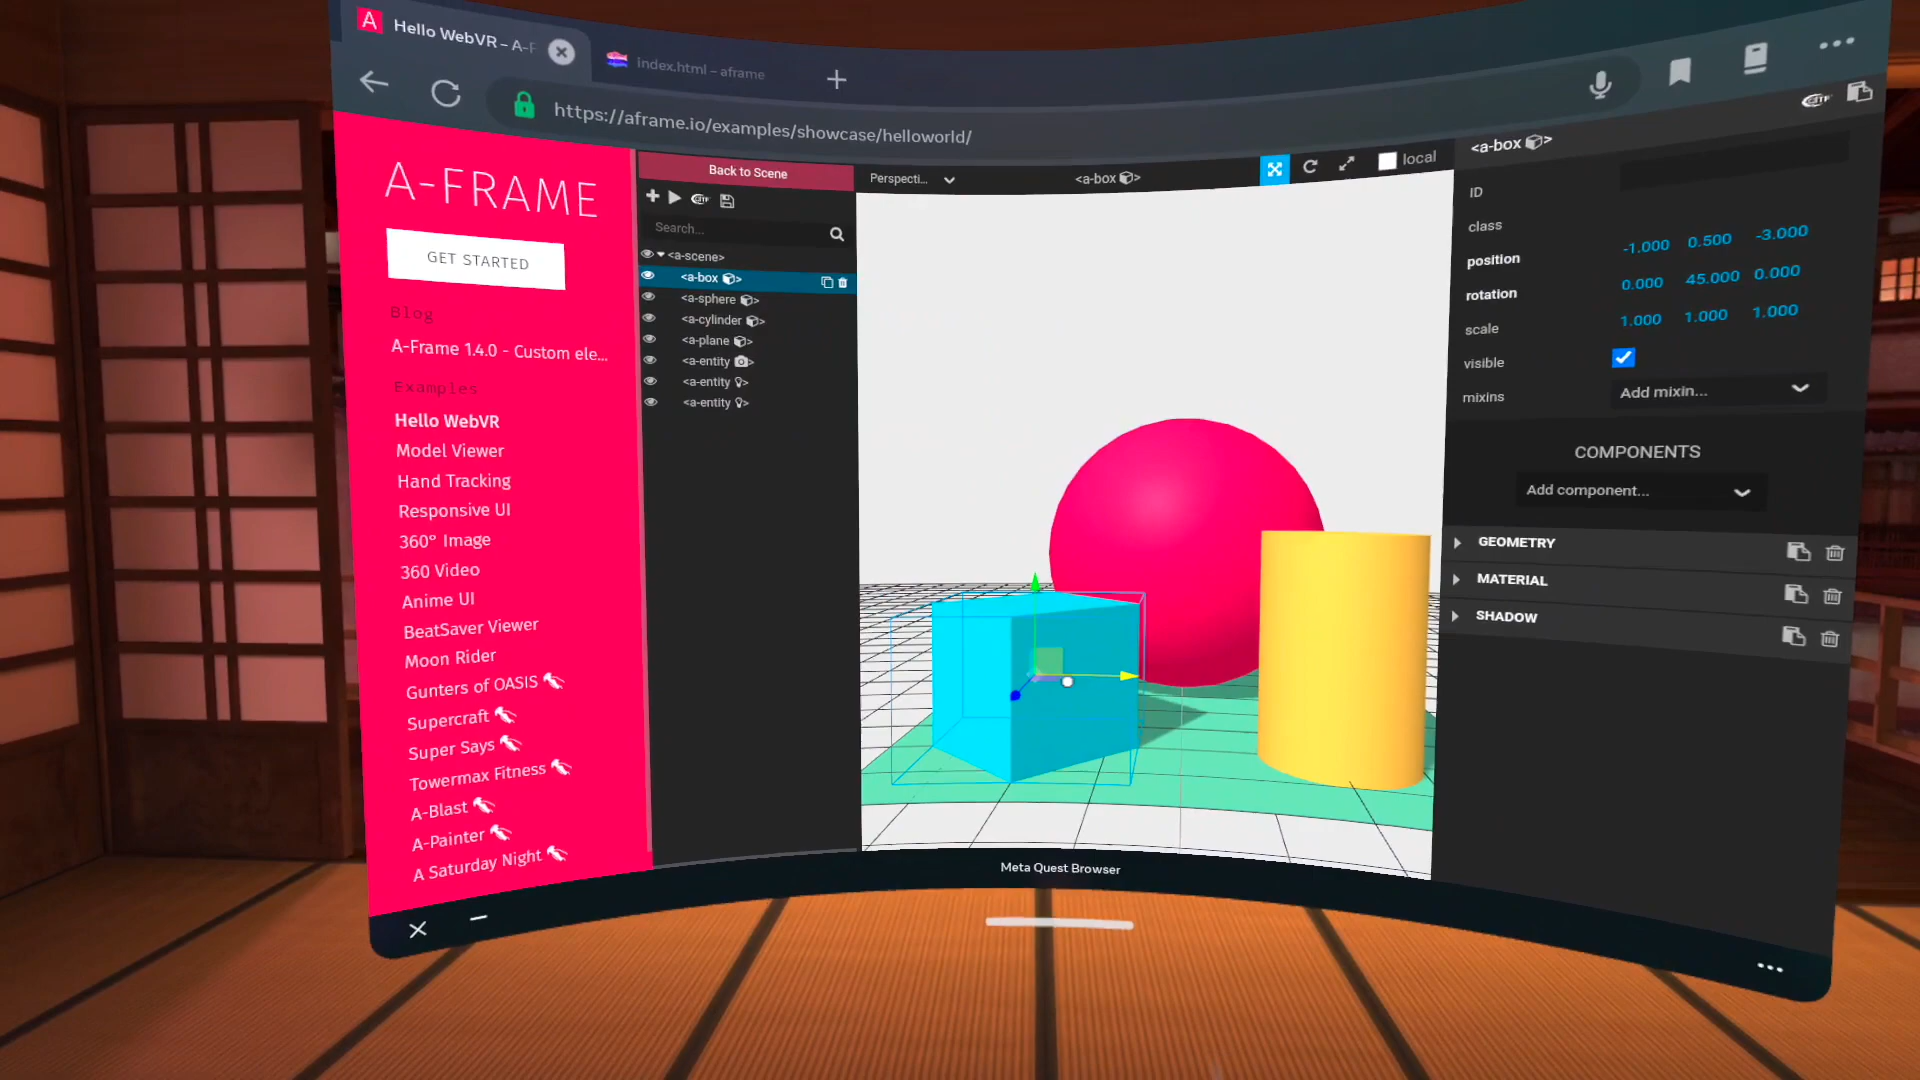 A Hello WebVR – A-F
index.html – aframe
https://aframe.io/examples/showcase/helloworld/
A-FRAME
GET STARTED
Blog
A-Frame 1.4.0 - Custom ele...
Examples
Hello WebVR
Model Viewer
Hand Tracking
Responsive UI
360° Image
360 Video
Anime UI
BeatSaver Viewer
Moon Rider
Gunters of OASIS
Supercraft
Super Says
Towermax Fitness
A-Blast
A-Painter
A Saturday Night
Back to Scene
glTF
Search...
<a-scene>
<a-box >
<a-sphere >
<a-cylinder >
<a-plane >
<a-entity >
<a-entity >
<a-entity >
Perspecti...
<a-box >
local
glTF
<a-box >
ID
class
position -1.000 0.500 -3.000
rotation 0.000 45.000 0.000
scale 1.000 1.000 1.000
visible
mixins Add mixin...
COMPONENTS
Add component...
GEOMETRY
MATERIAL
SHADOW
Meta Quest Browser